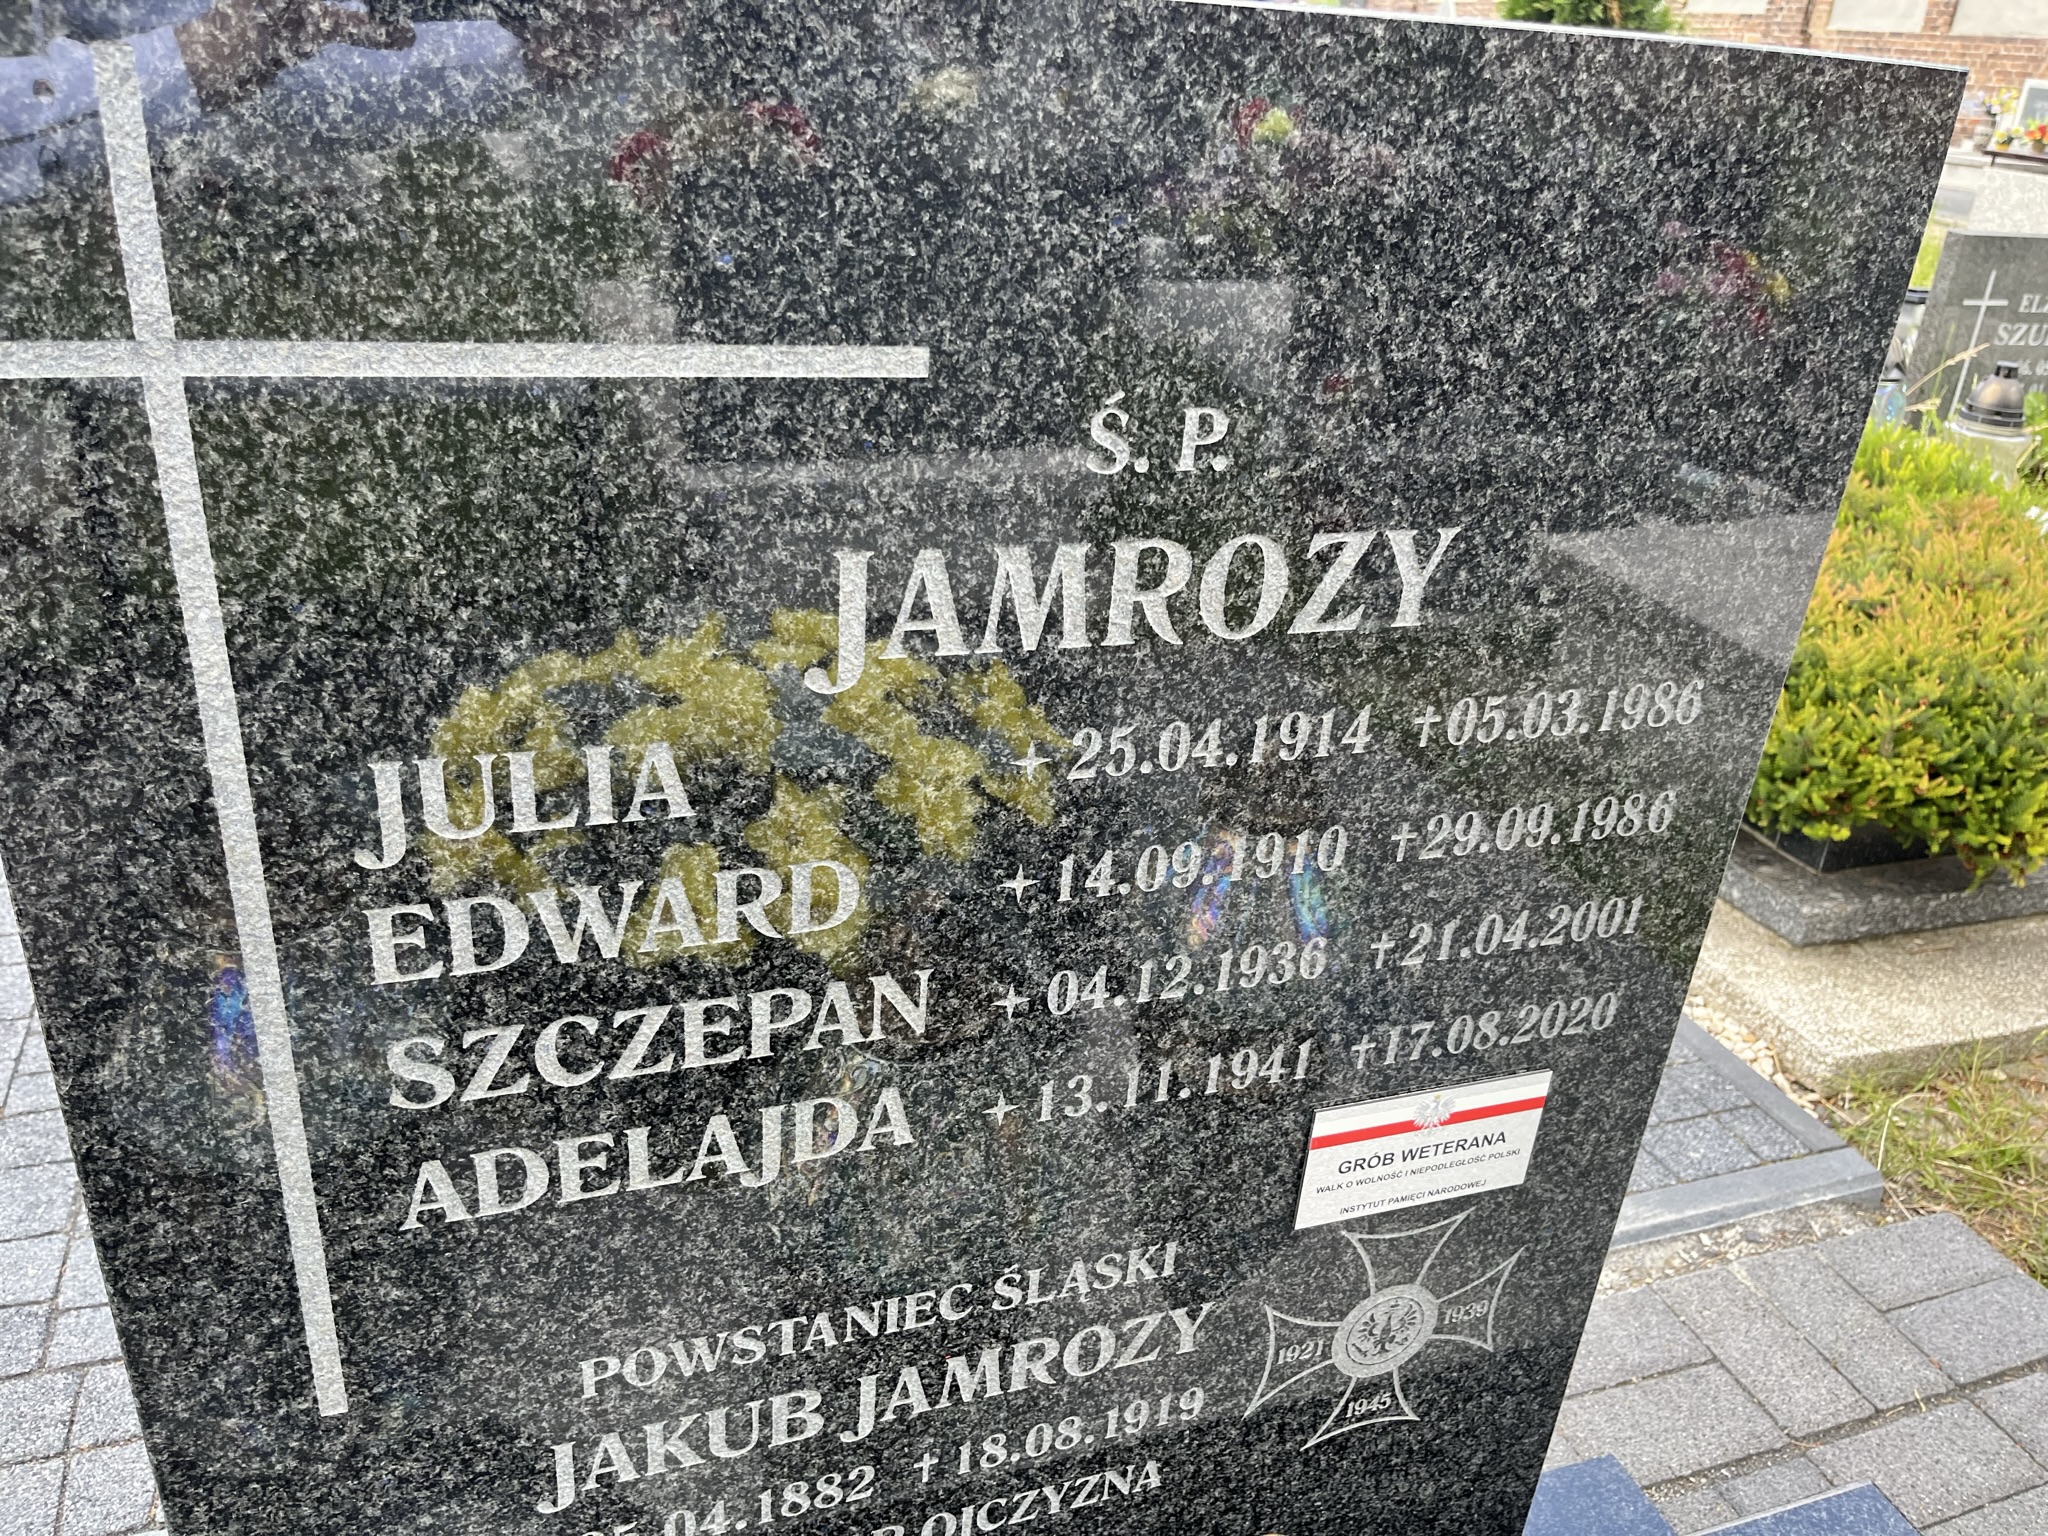 Ś. P.
JAMROZY
JULIA 25.04.1914 +05.03.1986
EDWARD 14.09.1910 +29.09.1986
SZCZEPAN 04.12.1936 +21.04.2001
ADELAJDA 13.11.1941 +17.08.2020
GRÓB WETERANA
WALK O WOLNOŚĆ I NIEPODLEGŁOŚĆ POLSKI
INSTYTUT PAMIĘCI NARODOWEJ
POWSTANIEC ŚLĄSKI
JAKUB JAMROZY
04.1882 +18.08.1919
OJCZYZNA
1921
1939
1945